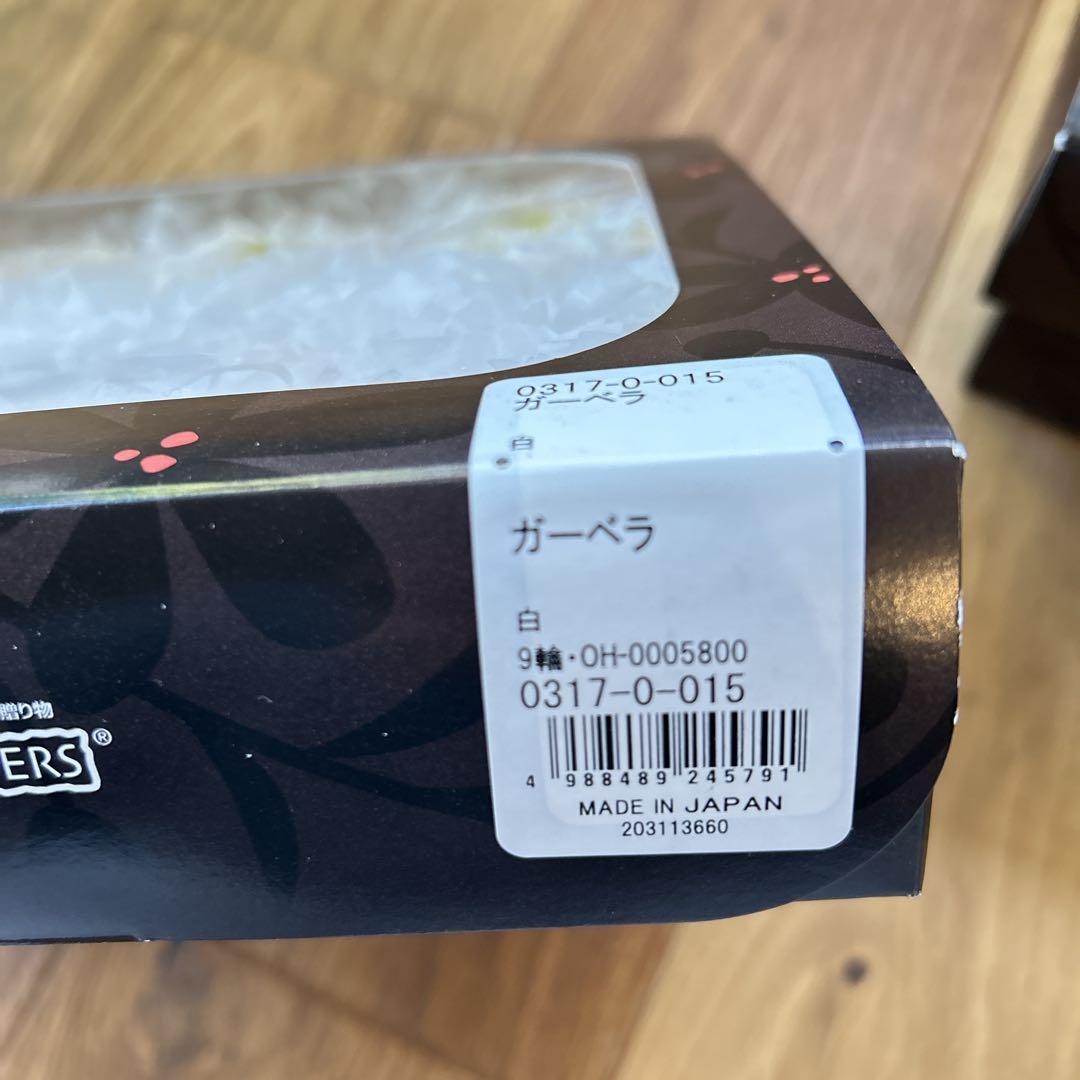 0317-0-015
ガーベラ
白
ガーベラ
白
9輪・OH-0005800
0317-0-015
4 988489 245791
MADE IN JAPAN
203113660
贈り物
ERS®